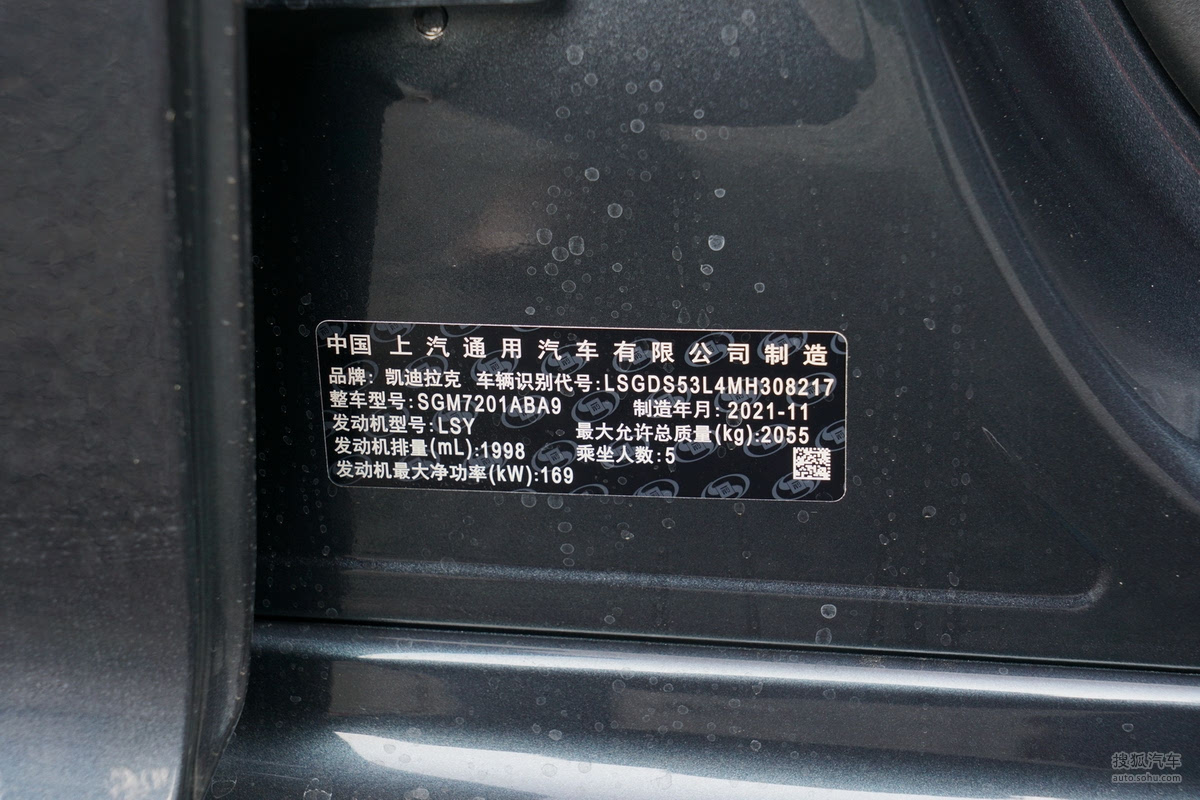 中国 上汽通用汽车有限公司制造
品牌: 凯迪拉克 车辆识别代号:LSGDS53L4MH308217
整车型号:SGM7201ABA9 制造年月: 2021-11
发动机型号:LSY 最大允许总质量(kg):2055
发动机排量(mL):1998 乘坐人数:5
发动机最大净功率(kW):169
搜狐汽车
auto.sohu.com